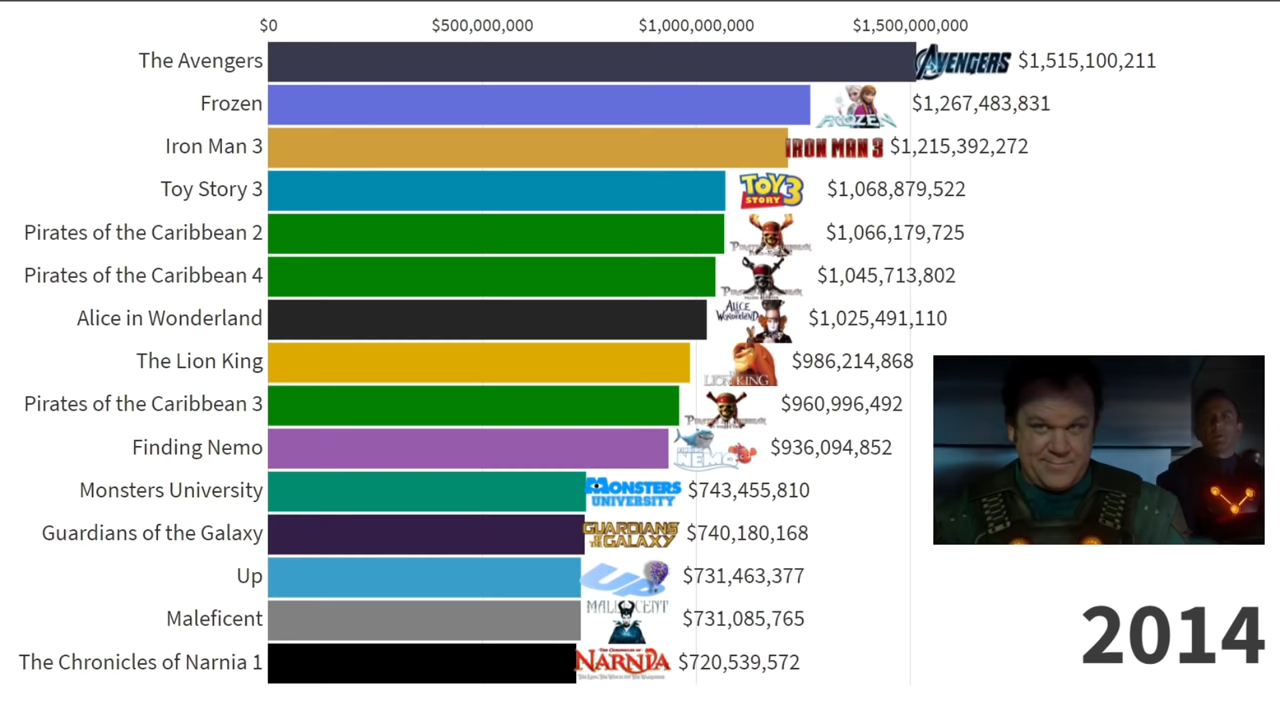 $0 $500,000,000 $1,000,000,000 $1,500,000,000
The Avengers AVENGERS $1,515,100,211
Frozen FROZEN $1,267,483,831
Iron Man 3 IRON MAN 3 $1,215,392,272
Toy Story 3 TOY STORY 3 $1,068,879,522
Pirates of the Caribbean 2 $1,066,179,725
Pirates of the Caribbean 4 $1,045,713,802
Alice in Wonderland ALICE WONDERLAND $1,025,491,110
The Lion King LION KING $986,214,868
Pirates of the Caribbean 3 $960,996,492
Finding Nemo NEMO $936,094,852
Monsters University MONSTERS UNIVERSITY $743,455,810
Guardians of the Galaxy GUARDIANS OF THE GALAXY $740,180,168
Up UP $731,463,377
Maleficent MALEFICENT $731,085,765
The Chronicles of Narnia 1 NARNIA $720,539,572
2014